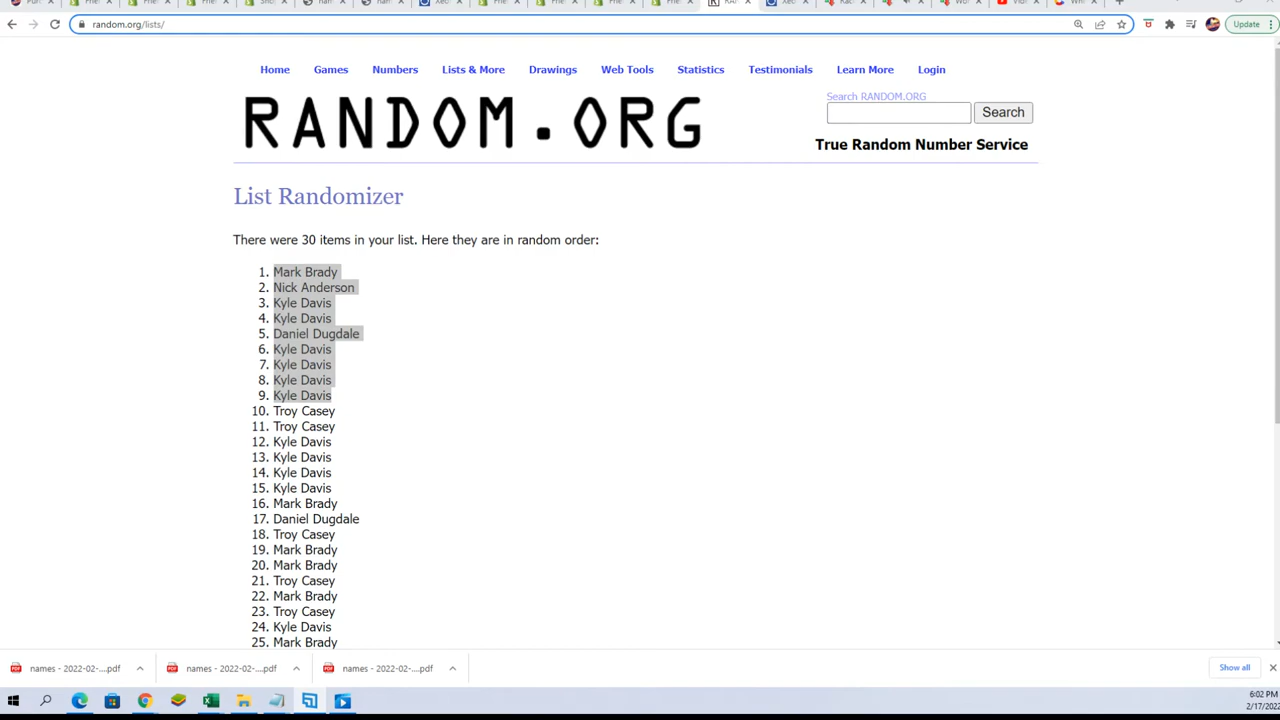 random.org/lists/
Update
Home Games Numbers Lists & More Drawings Web Tools Statistics Testimonials Learn More Login
RANDOM.ORG
Search RANDOM.ORG
Search
True Random Number Service
List Randomizer
There were 30 items in your list. Here they are in random order:
1. Mark Brady
2. Nick Anderson
3. Kyle Davis
4. Kyle Davis
5. Daniel Dugdale
6. Kyle Davis
7. Kyle Davis
8. Kyle Davis
9. Kyle Davis
10. Troy Casey
11. Troy Casey
12. Kyle Davis
13. Kyle Davis
14. Kyle Davis
15. Kyle Davis
16. Mark Brady
17. Daniel Dugdale
18. Troy Casey
19. Mark Brady
20. Mark Brady
21. Troy Casey
22. Mark Brady
23. Troy Casey
24. Kyle Davis
25. Mark Brady
names - 2022-02-....pdf names - 2022-02-....pdf names - 2022-02-....pdf Show all
6:02 PM
2/17/2022